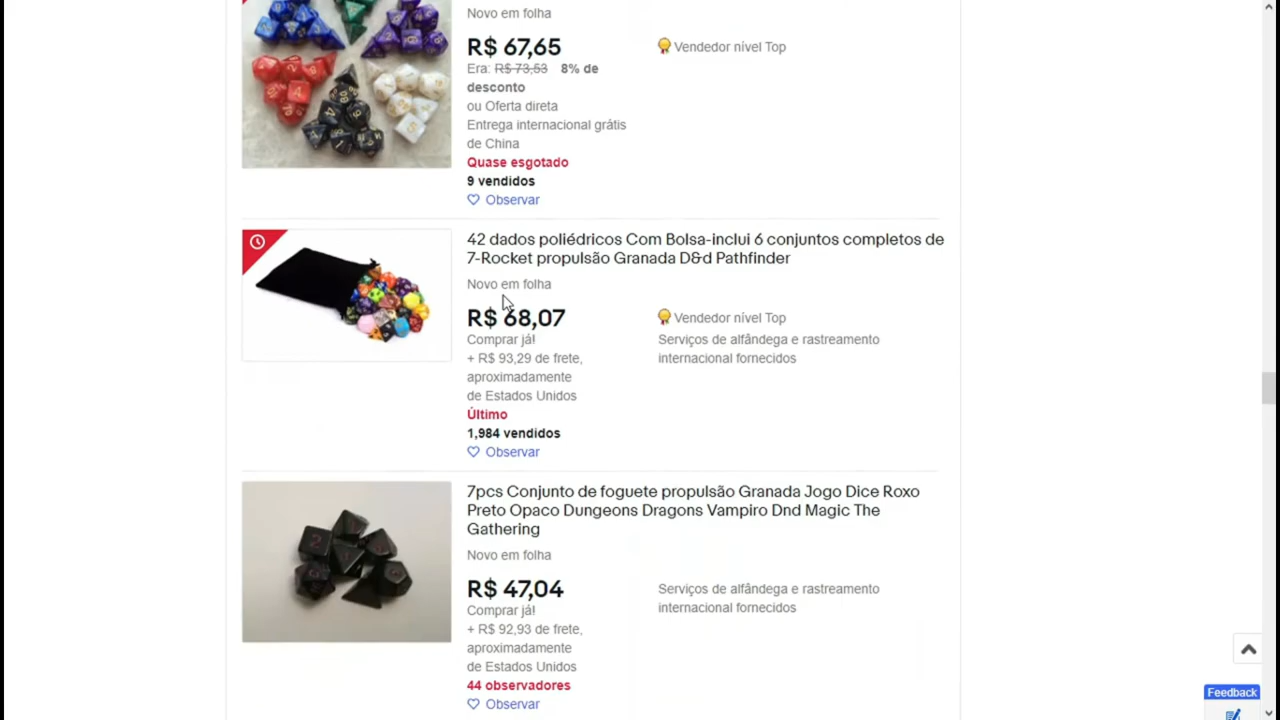 Novo em folha
R$ 67,65
Vendedor nível Top
Era: R$ 73,53 8% de
desconto
ou Oferta direta
Entrega internacional grátis
de China
Quase esgotado
9 vendidos
Observar
42 dados poliédricos Com Bolsa-inclui 6 conjuntos completos de
7-Rocket propulsão Granada D&d Pathfinder
Novo em folha
R$ 68,07
Vendedor nível Top
Comprar já!
Serviços de alfândega e rastreamento
+ R$ 93,29 de frete,
internacional fornecidos
aproximadamente
de Estados Unidos
Último
1,984 vendidos
Observar
7pcs Conjunto de foguete propulsão Granada Jogo Dice Roxo
Preto Opaco Dungeons Dragons Vampiro Dnd Magic The
Gathering
Novo em folha
R$ 47,04
Serviços de alfândega e rastreamento
Comprar já!
internacional fornecidos
+ R$ 92,93 de frete,
aproximadamente
de Estados Unidos
44 observadores
Observar
Feedback